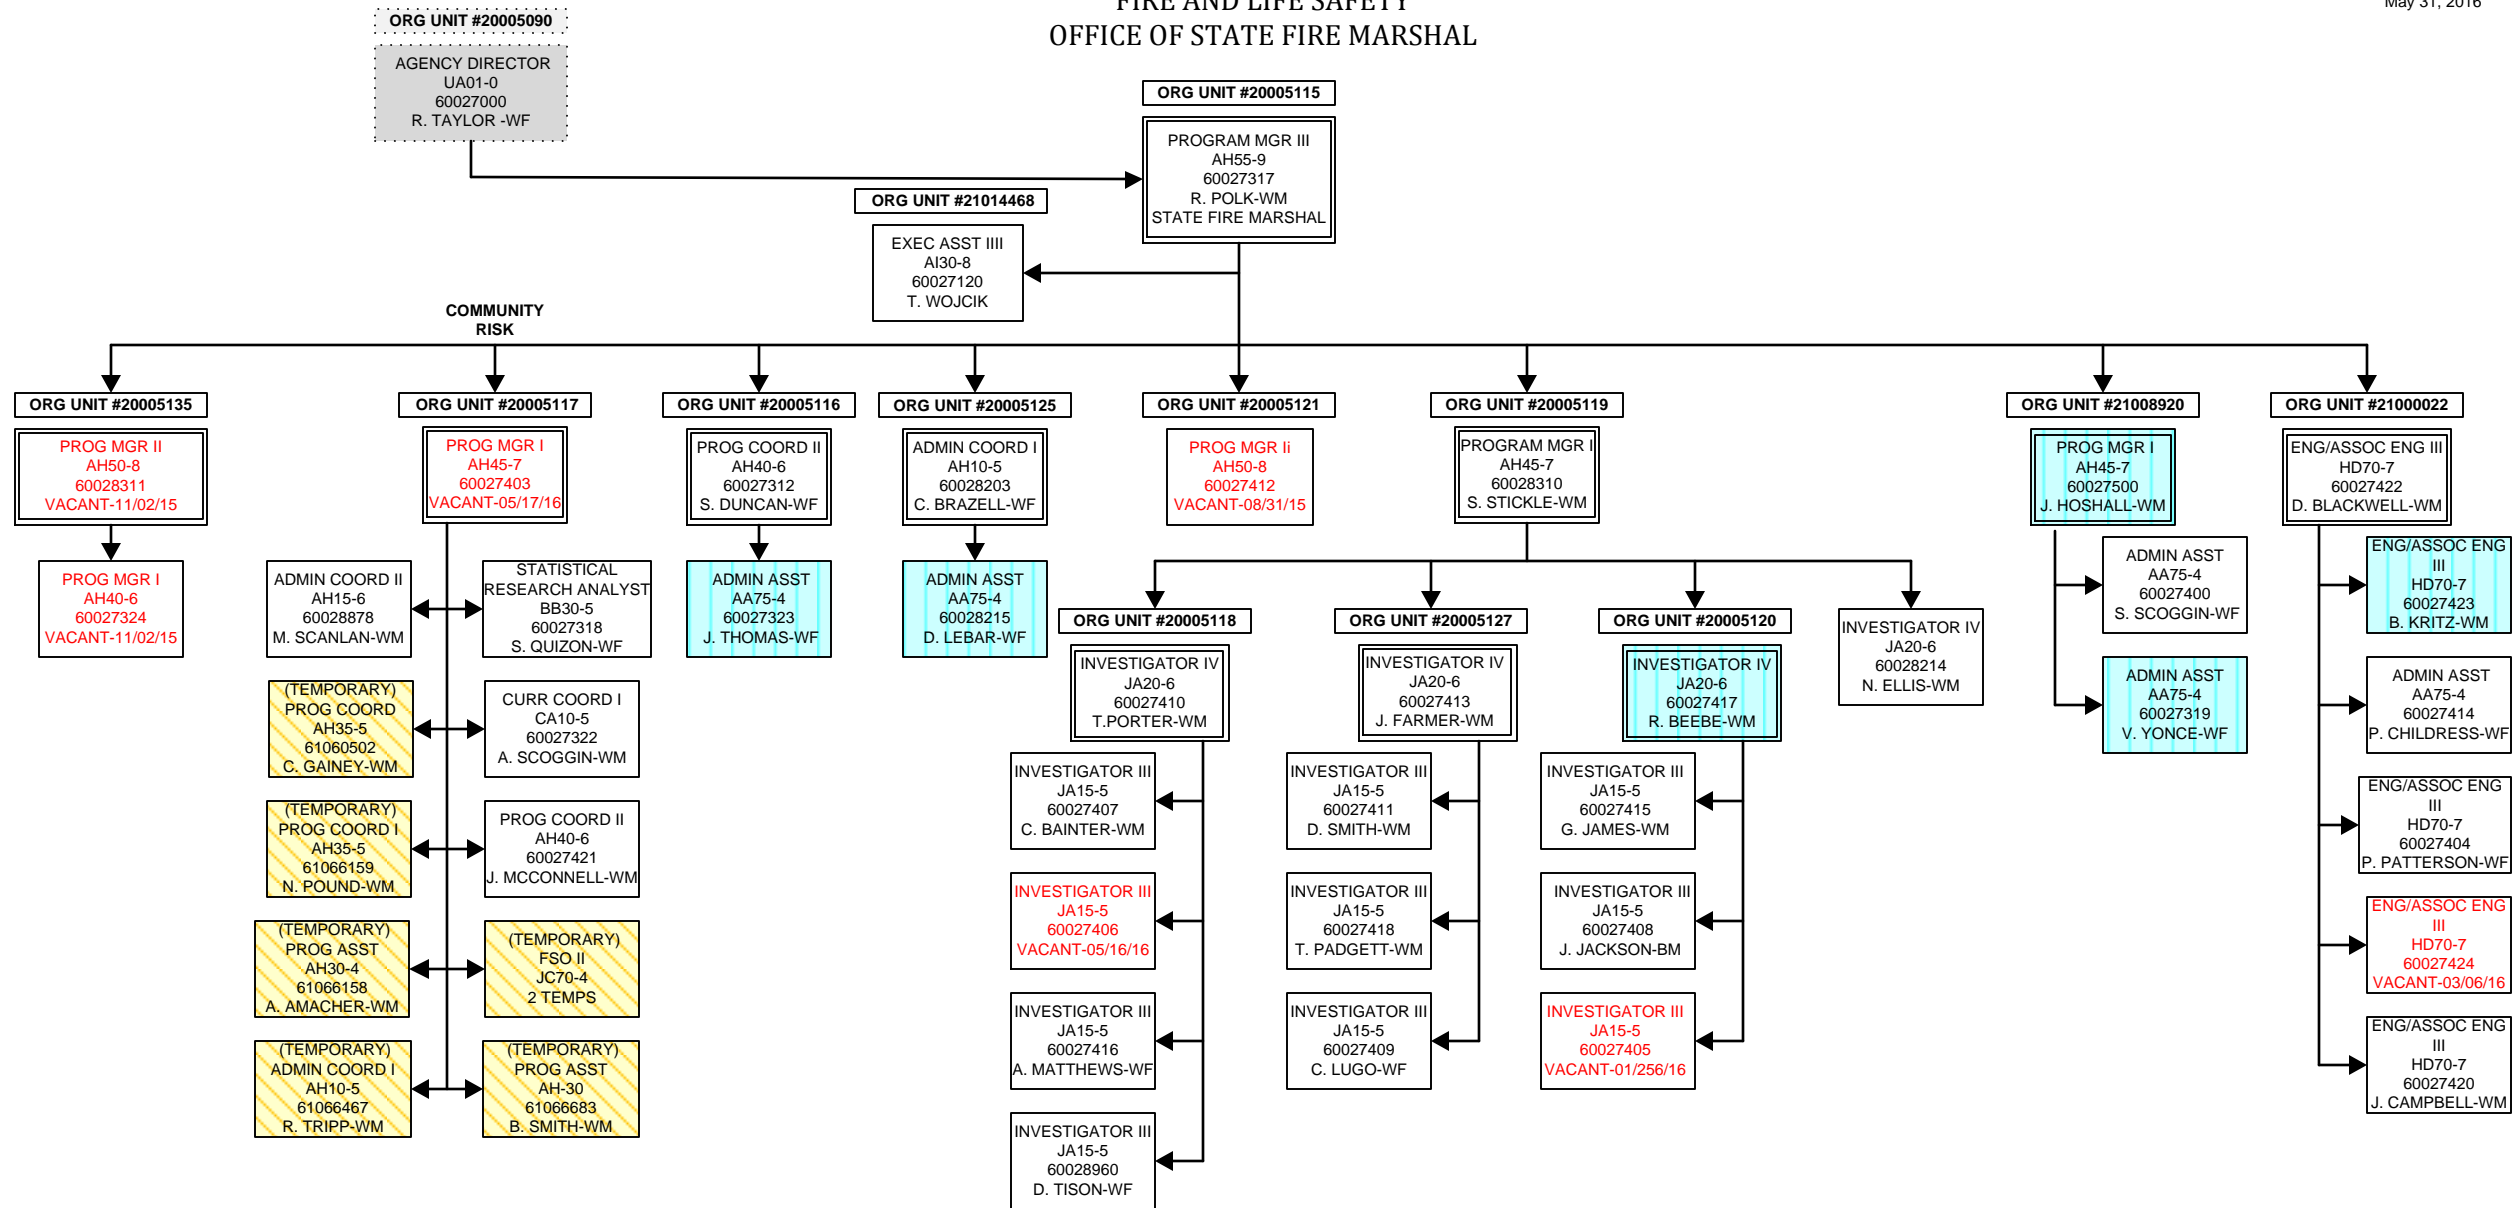 FIRE AND LIFE SAFETY
OFFICE OF STATE FIRE MARSHAL
May 31, 2016
ORG UNIT #20005090
AGENCY DIRECTOR
UA01-0
60027000
R. TAYLOR -WF
ORG UNIT #20005115
PROGRAM MGR III
AH55-9
60027317
R. POLK-WM
STATE FIRE MARSHAL
ORG UNIT #21014468
EXEC ASST IIII
AI30-8
60027120
T. WOJCIK
COMMUNITY
RISK
ORG UNIT #20005135
PROG MGR II
AH50-8
60028311
VACANT-11/02/15
PROG MGR I
AH40-6
60027324
VACANT-11/02/15
ORG UNIT #20005117
PROG MGR I
AH45-7
60027403
VACANT-05/17/16
ADMIN COORD II
AH15-6
60028878
M. SCANLAN-WM
STATISTICAL
RESEARCH ANALYST
BB30-5
60027318
S. QUIZON-WF
(TEMPORARY)
PROG COORD
AH35-5
61060502
C. GAINEY-WM
CURR COORD I
CA10-5
60027322
A. SCOGGIN-WM
(TEMPORARY)
PROG COORD I
AH35-5
61066159
N. POUND-WM
PROG COORD II
AH40-6
60027421
J. MCCONNELL-WM
(TEMPORARY)
PROG ASST
AH30-4
61066158
A. AMACHER-WM
(TEMPORARY)
FSO II
JC70-4
2 TEMPS
(TEMPORARY)
ADMIN COORD I
AH10-5
61066467
R. TRIPP-WM
(TEMPORARY)
PROG ASST
AH-30
61066683
B. SMITH-WM
ORG UNIT #20005116
PROG COORD II
AH40-6
60027312
S. DUNCAN-WF
ADMIN ASST
AA75-4
60027323
J. THOMAS-WF
ORG UNIT #20005125
ADMIN COORD I
AH10-5
60028203
C. BRAZELL-WF
ADMIN ASST
AA75-4
60028215
D. LEBAR-WF
ORG UNIT #20005121
PROG MGR Ii
AH50-8
60027412
VACANT-08/31/15
ORG UNIT #20005119
PROGRAM MGR I
AH45-7
60028310
S. STICKLE-WM
ORG UNIT #20005118
INVESTIGATOR IV
JA20-6
60027410
T.PORTER-WM
INVESTIGATOR III
JA15-5
60027407
C. BAINTER-WM
INVESTIGATOR III
JA15-5
60027406
VACANT-05/16/16
INVESTIGATOR III
JA15-5
60027416
A. MATTHEWS-WF
INVESTIGATOR III
JA15-5
60028960
D. TISON-WF
ORG UNIT #20005127
INVESTIGATOR IV
JA20-6
60027413
J. FARMER-WM
INVESTIGATOR III
JA15-5
60027411
D. SMITH-WM
INVESTIGATOR III
JA15-5
60027418
T. PADGETT-WM
INVESTIGATOR III
JA15-5
60027409
C. LUGO-WF
ORG UNIT #20005120
INVESTIGATOR IV
JA20-6
60027417
R. BEEBE-WM
INVESTIGATOR III
JA15-5
60027415
G. JAMES-WM
INVESTIGATOR III
JA15-5
60027408
J. JACKSON-BM
INVESTIGATOR III
JA15-5
60027405
VACANT-01/256/16
INVESTIGATOR IV
JA20-6
60028214
N. ELLIS-WM
ORG UNIT #21008920
PROG MGR I
AH45-7
60027500
J. HOSHALL-WM
ADMIN ASST
AA75-4
60027400
S. SCOGGIN-WF
ADMIN ASST
AA75-4
60027319
V. YONCE-WF
ORG UNIT #21000022
ENG/ASSOC ENG III
HD70-7
60027422
D. BLACKWELL-WM
ENG/ASSOC ENG
III
HD70-7
60027423
B. KRITZ-WM
ADMIN ASST
AA75-4
60027414
P. CHILDRESS-WF
ENG/ASSOC ENG
III
HD70-7
60027404
P. PATTERSON-WF
ENG/ASSOC ENG
III
HD70-7
60027424
VACANT-03/06/16
ENG/ASSOC ENG
III
HD70-7
60027420
J. CAMPBELL-WM